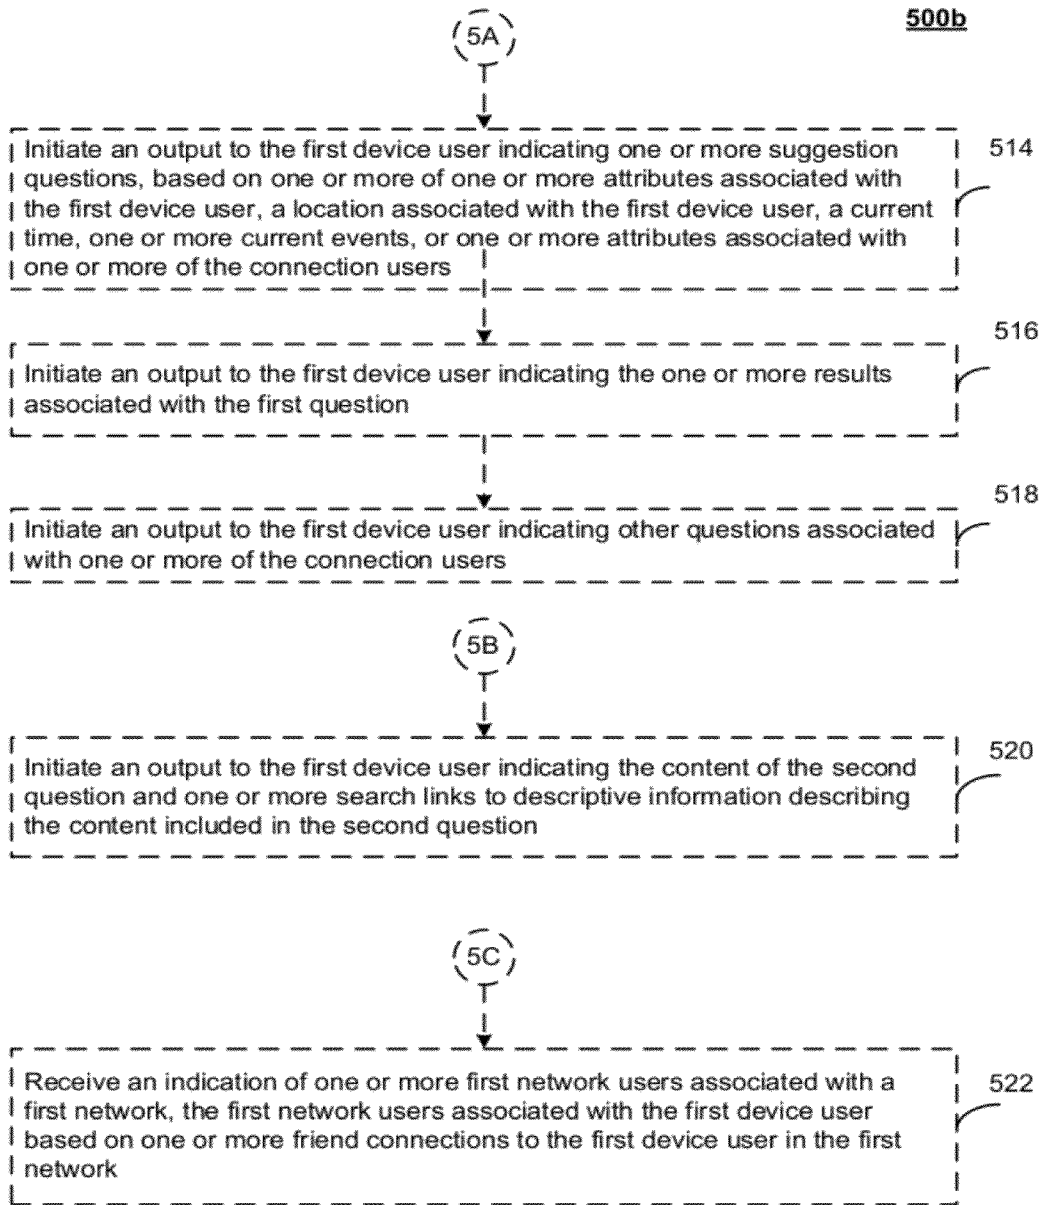 500b
5A
Initiate an output to the first device user indicating one or more suggestion
questions, based on one or more of one or more attributes associated with
the first device user, a location associated with the first device user, a current
time, one or more current events, or one or more attributes associated with
one or more of the connection users
514
516
Initiate an output to the first device user indicating the one or more results
associated with the first question
518
Initiate an output to the first device user indicating other questions associated
with one or more of the connection users
5B
520
Initiate an output to the first device user indicating the content of the second
question and one or more search links to descriptive information describing
the content included in the second question
5C
Receive an indication of one or more first network users associated with a
first network, the first network users associated with the first device user
based on one or more friend connections to the first device user in the first
network
522